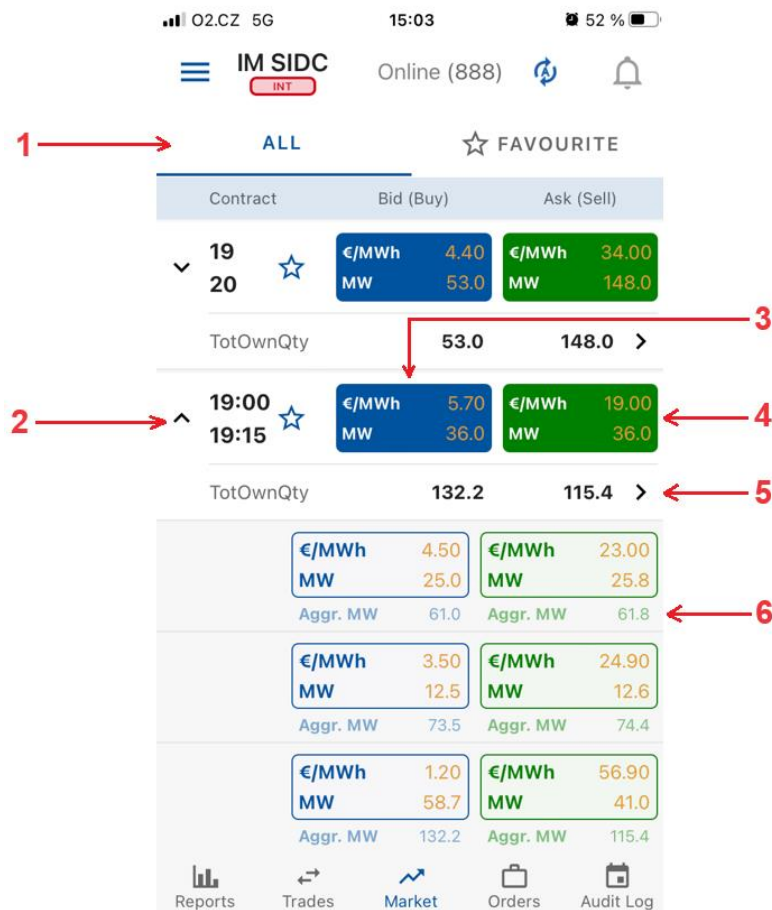 O2.CZ 5G 15:03 52 %
IM SIDC
INT
Online (888)
1
ALL FAVOURITE
Contract Bid (Buy) Ask (Sell)
19 €/MWh 4.40 €/MWh 34.00
20 MW 53.0 MW 148.0
3
TotOwnQty 53.0 148.0
2
19:00 €/MWh 5.70 €/MWh 19.00
19:15 MW 36.0 MW 36.0
4
TotOwnQty 132.2 115.4
5
€/MWh 4.50 €/MWh 23.00
MW 25.0 MW 25.8
Aggr. MW 61.0 Aggr. MW 61.8
6
€/MWh 3.50 €/MWh 24.90
MW 12.5 MW 12.6
Aggr. MW 73.5 Aggr. MW 74.4
€/MWh 1.20 €/MWh 56.90
MW 58.7 MW 41.0
Aggr. MW 132.2 Aggr. MW 115.4
Reports Trades Market Orders Audit Log